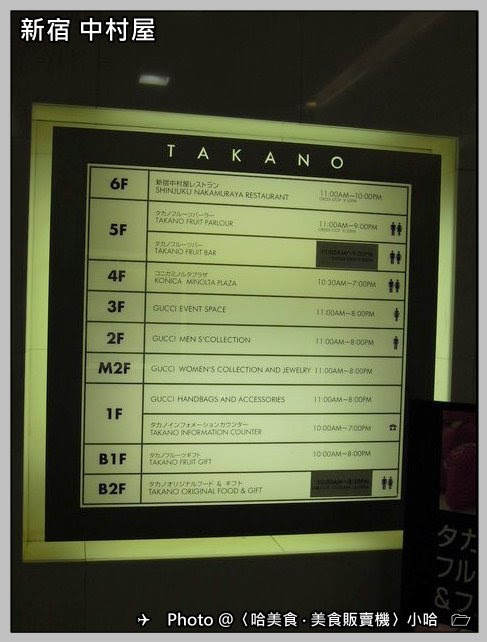 新宿 中村屋
TAKANO
6F
新宿中村屋レストラン
SHINJUKU NAKAMURAYA RESTAURANT
11:00AM~10:00PM
5F
タカノフルーツパーラー
TAKANO FRUIT PARLOUR
11:00AM~9:00PM
タカノフルーツバー
TAKANO FRUIT BAR
4F
コニカミノルタプラザ
KONICA MINOLTA PLAZA
10:30AM~7:00PM
3F
GUCCI EVENT SPACE
11:00AM~8:00PM
2F
GUCCI MEN S'COLLECTION
11:00AM~8:00PM
M2F
GUCCI WOMEN'S COLLECTION AND JEWELRY
11:00AM~8:00PM
1F
GUCCI HANDBAGS AND ACCESSORIES
11:00AM~8:00PM
タカノインフォメーションカウンター
TAKANO INFORMATION COUNTER
10:00AM~7:00PM
B1F
タカノフルーツギフト
TAKANO FRUIT GIFT
10:00AM~8:00PM
B2F
タカノオリジナルフード & ギフト
TAKANO ORIGINAL FOOD & GIFT
タカ
フル
&フ
Photo @〈哈美食·美食販賣機〉小哈